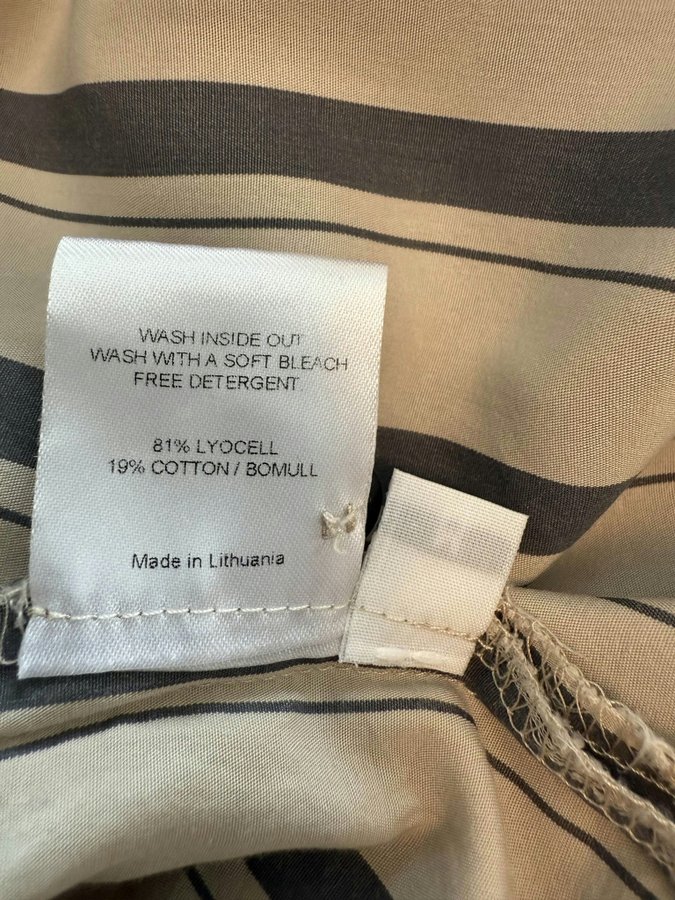 WASH INSIDE OUT
WASH WITH A SOFT BLEACH
FREE DETERGENT
81% LYOCELL
19% COTTON / BOMULL
Made in Lithuania